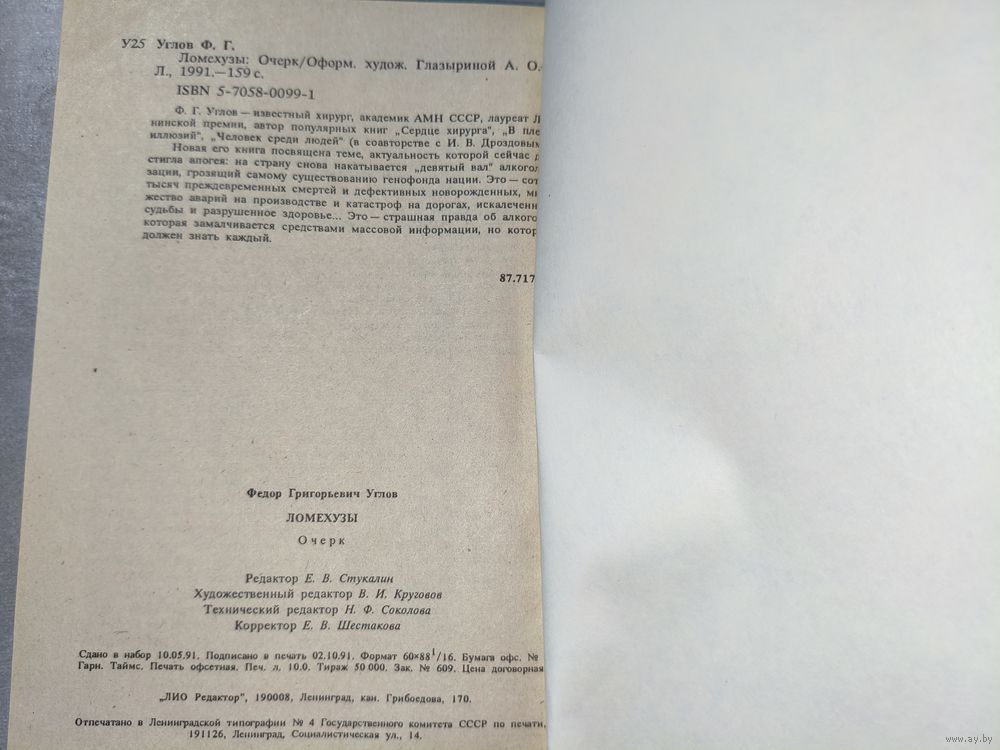 У25 Углов Ф. Г.
Ломехузы: Очерк/Оформ. худож. Глазыриной А. О.—
Л., 1991.—159 с.
ISBN 5-7058-0099-1
Ф. Г. Углов — известный хирург, академик АМН СССР, лауреат Л
нинской премии, автор популярных книг „Сердце хирурга", „В пле
иллюзий", „Человек среди людей" (в соавторстве с И. В. Дроздовым
Новая его книга посвящена теме, актуальность которой сейчас д
стигла апогея: на страну снова накатывается „девятый вал" алкогол
зации, грозящий самому существованию генофонда нации. Это — сот
тысяч преждевременных смертей и дефективных новорожденных, мн
жество аварий на производстве и катастроф на дорогах, искалеченн
судьбы и разрушенное здоровье... Это — страшная правда об алкого
которая замалчивается средствами массовой информации, но котор
должен знать каждый.
87.717
Федор Григорьевич Углов
ЛОМЕХУЗЫ
Очерк
Редактор Е. В. Стукалин
Художественный редактор В. И. Круговов
Технический редактор Н. Ф. Соколова
Корректор Е. В. Шестакова
Сдано в набор 10.05.91. Подписано в печать 02.10.91. Формат 60×88 1/16. Бумага офс. №
Гарн. Таймс. Печать офсетная. Печ. л. 10.0. Тираж 50 000. Зак. № 609. Цена договорная
„ЛИО Редактор", 190008, Ленинград, кан. Грибоедова, 170.
Отпечатано в Ленинградской типографии № 4 Государственного комитета СССР по печати,
191126, Ленинград, Социалистическая ул., 14.
www.ay.by